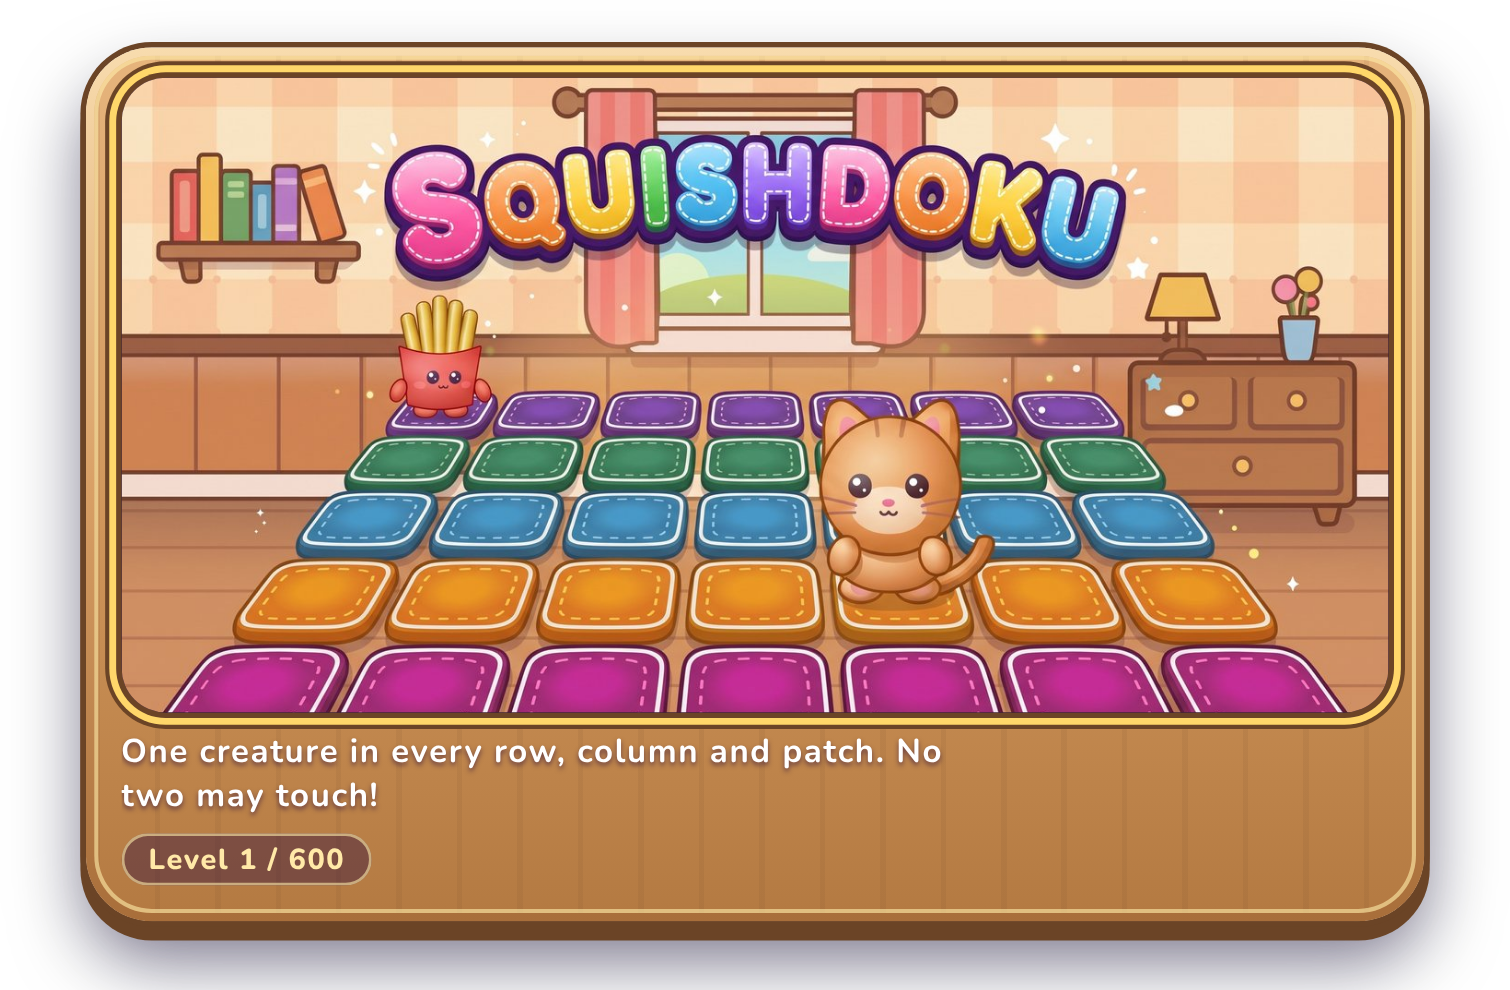 SQUISHDOKU
One creature in every row, column and patch. No
two may touch!
Level 1 / 600